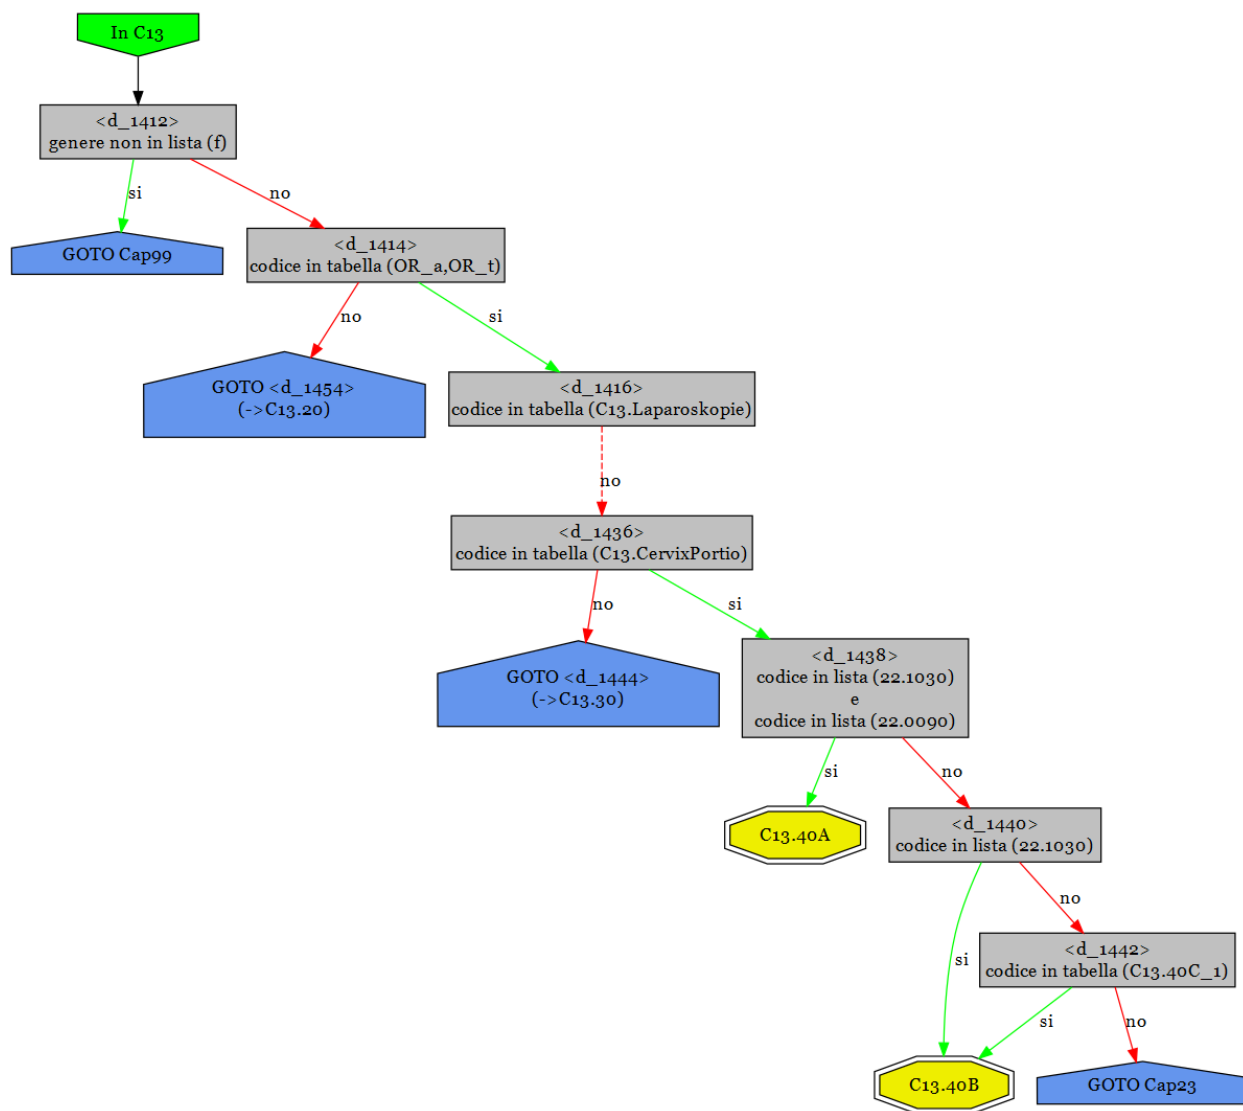 In C13
<d_1412>
genere non in lista (f)
si
no
GOTO Cap99
<d_1414>
codice in tabella (OR_a,OR_t)
no
si
GOTO <d_1454>
(->C13.20)
<d_1416>
codice in tabella (C13.Laparoskopie)
no
<d_1436>
codice in tabella (C13.CervixPortio)
no
si
GOTO <d_1444>
(->C13.30)
<d_1438>
codice in lista (22.1030)
e
codice in lista (22.0090)
si
no
C13.40A
<d_1440>
codice in lista (22.1030)
no
si
<d_1442>
codice in tabella (C13.40C_1)
si
no
C13.40B
GOTO Cap23